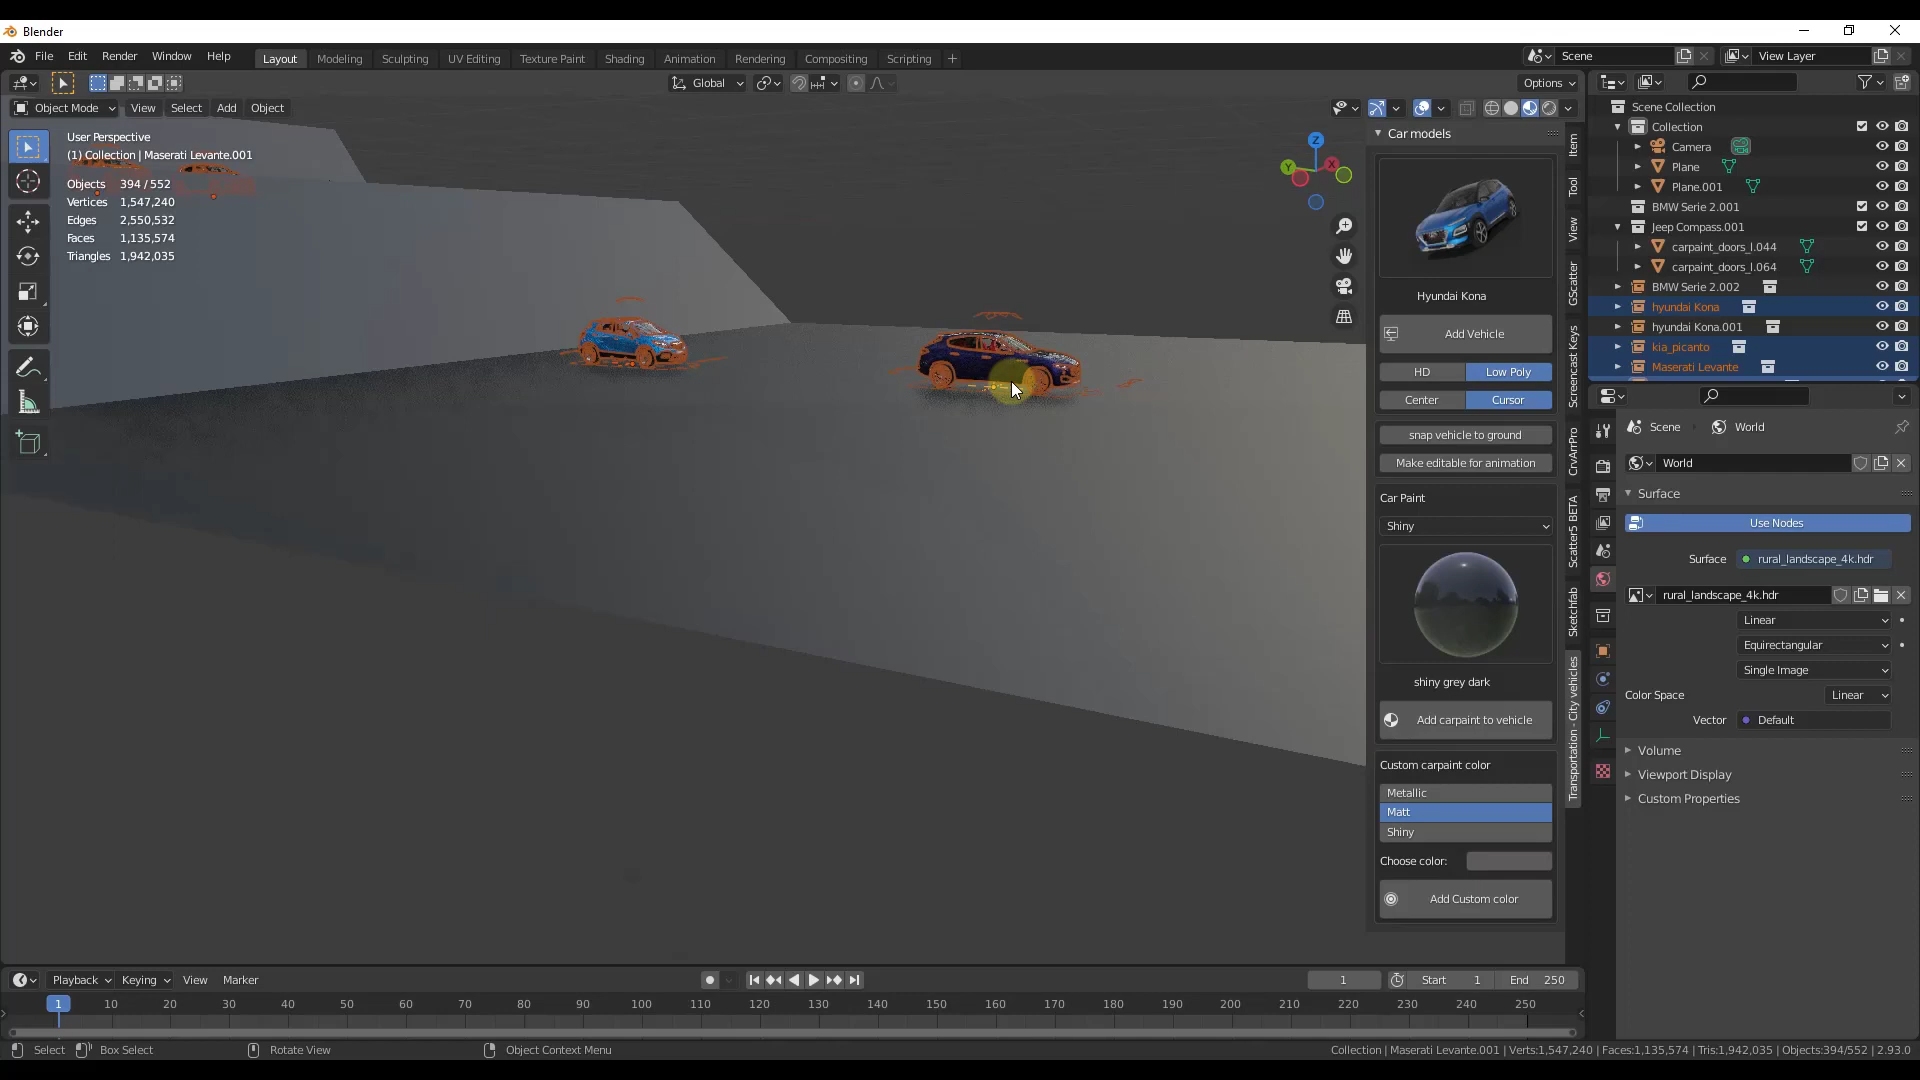 Blender
File Edit Render Window Help
Layout Modeling Sculpting UV Editing Texture Paint Shading Animation Rendering Compositing Scripting +
Scene
View Layer
Global
Options
Object Mode View Select Add Object
User Perspective
(1) Collection | Maserati Levante.001
Objects 394 / 552
Vertices 1,547,240
Edges 2,550,532
Faces 1,135,574
Triangles 1,942,035
Z
Y
X
Car models
Hyundai Kona
Add Vehicle
HD Low Poly
Center Cursor
snap vehicle to ground
Make editable for animation
Car Paint
Shiny
shiny grey dark
Add carpaint to vehicle
Custom carpaint color
Metallic
Matt
Shiny
Choose color:
Add Custom color
Item
Tool
View
GScatter
Screencast Keys
CrvArrPro
Scatter5 BETA
Sketchfab
Transportation - City vehicles
Scene Collection
Collection
Camera
Plane
Plane.001
BMW Serie 2.001
Jeep Compass.001
carpaint_doors_l.044
carpaint_doors_l.064
BMW Serie 2.002
hyundai Kona
hyundai Kona.001
kia_picanto
Maserati Levante
Scene World
World
Surface
Use Nodes
Surface rural_landscape_4k.hdr
rural_landscape_4k.hdr
Linear
Equirectangular
Single Image
Color Space Linear
Vector Default
Volume
Viewport Display
Custom Properties
Playback Keying View Marker
1 Start 1 End 250
1 10 20 30 40 50 60 70 80 90 100 110 120 130 140 150 160 170 180 190 200 210 220 230 240 250
Select Box Select Rotate View Object Context Menu
Collection | Maserati Levante.001 | Verts:1,547,240 | Faces:1,135,574 | Tris:1,942,035 | Objects:394/552 | 2.93.0